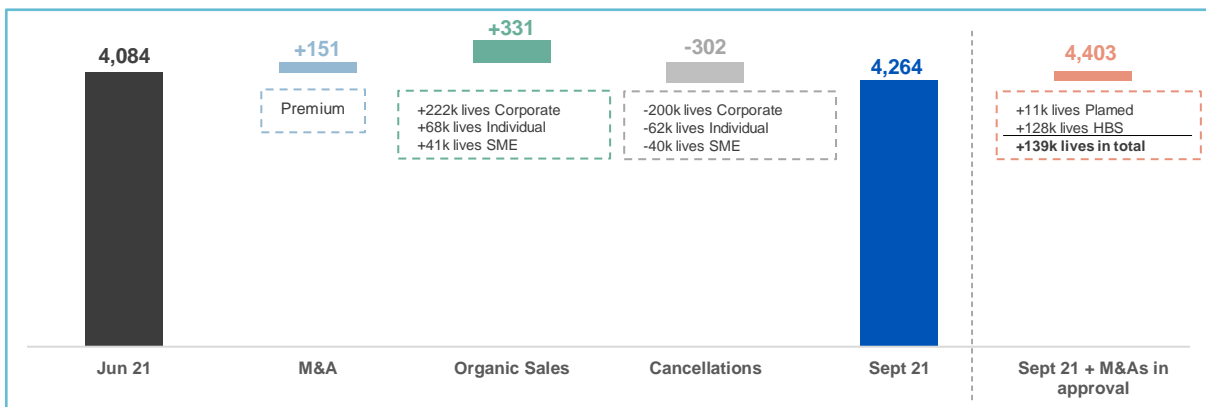 4,084
+151
+331
-302
4,264
4,403
Premium
+222k lives Corporate
+68k lives Individual
+41k lives SME
-200k lives Corporate
-62k lives Individual
-40k lives SME
+11k lives Plamed
+128k lives HBS
+139k lives in total
Jun 21
M&A
Organic Sales
Cancellations
Sept 21
Sept 21 + M&As in
approval